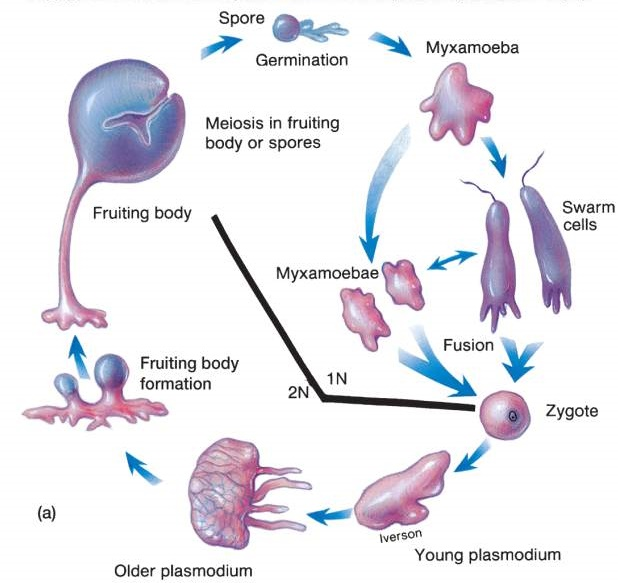 Spore
Germination
Myxamoeba
Meiosis in fruiting
body or spores
Fruiting body
Swarm
cells
Myxamoebae
Fusion
Fruiting body
formation
1N
2N
Zygote
(a)
Iverson
Young plasmodium
Older plasmodium